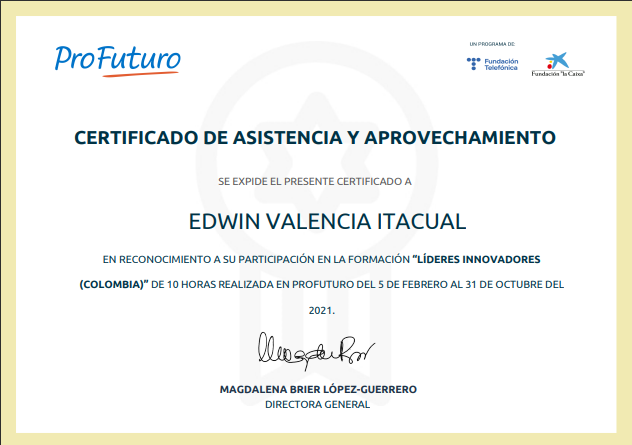 ProFuturo
UN PROGRAMA DE
Fundación
Telefónica
Fundación "la Caixa"
CERTIFICADO DE ASISTENCIA Y APROVECHAMIENTO
SE EXPIDE EL PRESENTE CERTIFICADO A
EDWIN VALENCIA ITACUAL
EN RECONOCIMIENTO A SU PARTICIPACIÓN EN LA FORMACIÓN “LÍDERES INNOVADORES
(COLOMBIA)” DE 10 HORAS REALIZADA EN PROFUTURO DEL 5 DE FEBRERO AL 31 DE OCTUBRE DEL
2021.
MAGDALENA BRIER LÓPEZ-GUERRERO
DIRECTORA GENERAL